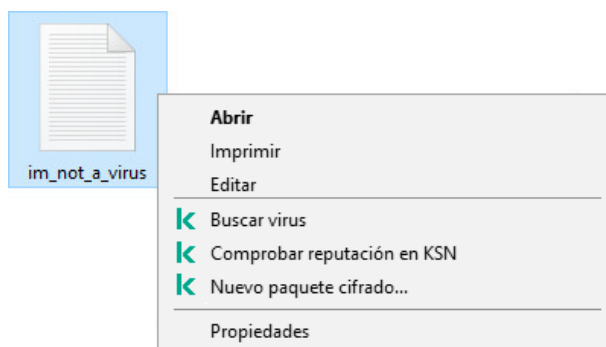 im_not_a_virus
Abrir
Imprimir
Editar
Buscar virus
Comprobar reputación en KSN
Nuevo paquete cifrado...
Propiedades